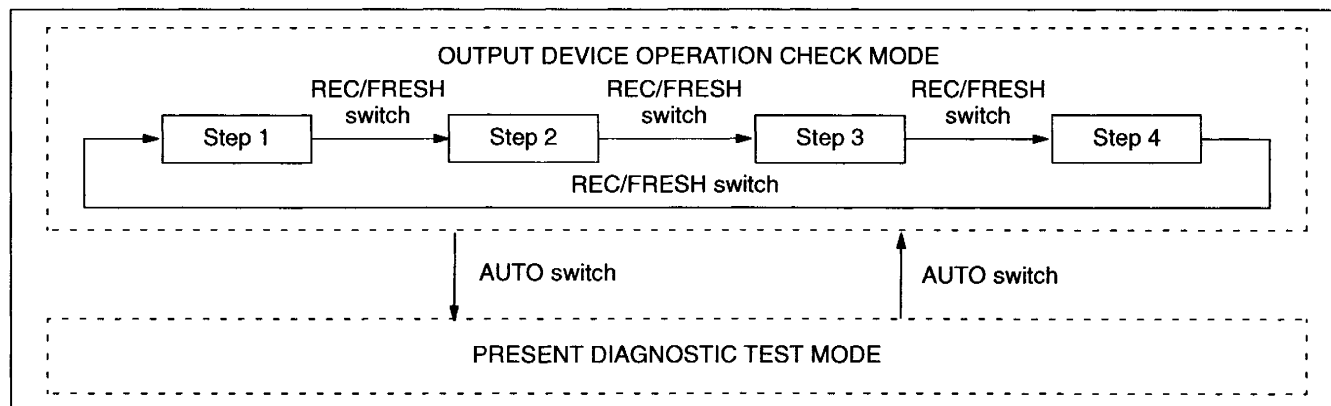 OUTPUT DEVICE OPERATION CHECK MODE
REC/FRESH
switch
REC/FRESH
switch
REC/FRESH
switch
Step 1
Step 2
Step 3
Step 4
REC/FRESH switch
AUTO switch
AUTO switch
PRESENT DIAGNOSTIC TEST MODE